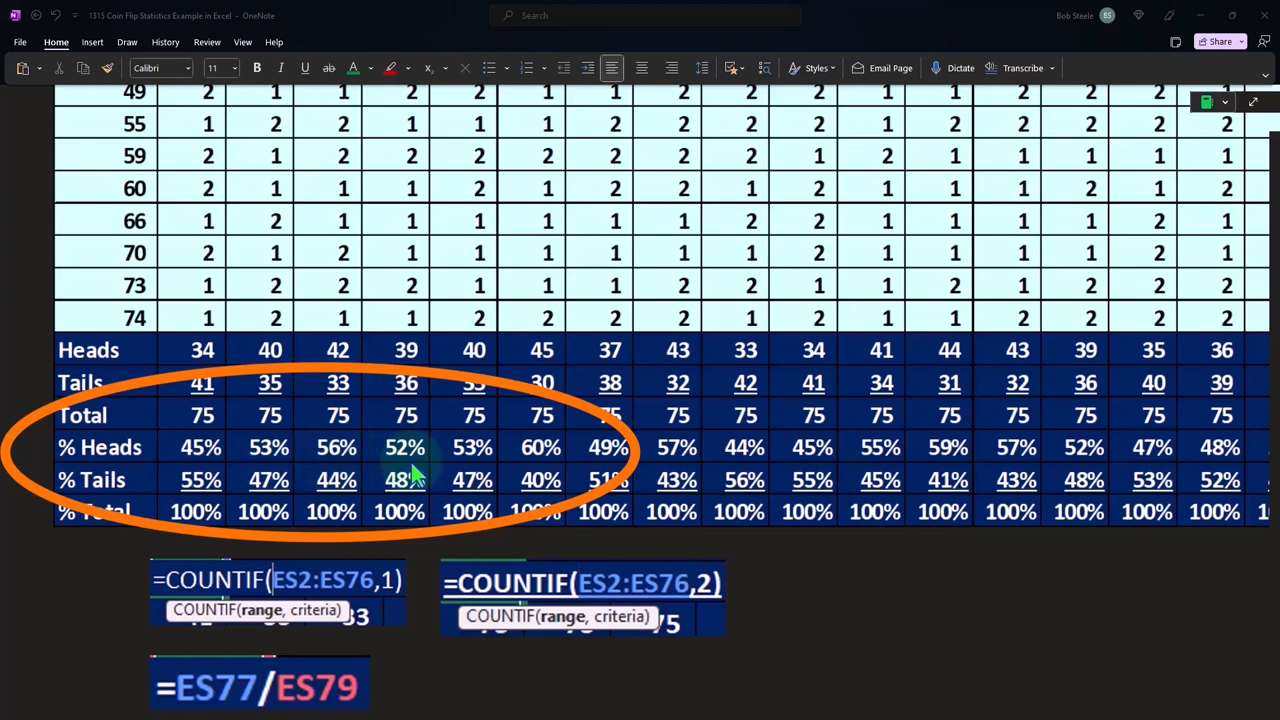 1315 Coin Flip Statistics Example in Excel - OneNote
Search
Bob Steele BS
File Home Insert Draw History Review View Help
Share
Calibri 11 B I U ab A Styles Email Page Dictate Transcribe
49 2 1 1 2 2 1 1 2 2 2 1 1 2 2 2 1
55 1 2 2 1 1 1 2 2 2 2 1 2 2 2 2 2
59 2 1 2 2 2 2 2 2 1 2 1 1 1 1 1 1
60 2 1 1 1 2 1 2 2 1 2 1 1 1 2 1 2
66 1 2 1 1 1 1 1 1 2 2 1 1 1 1 2 1
70 2 1 2 1 1 1 1 1 1 2 1 1 1 1 2 1
73 1 2 2 2 1 1 1 2 2 1 1 2 1 2 1 2
74 1 2 1 1 2 2 2 2 1 2 1 1 2 2 2 2
Heads 34 40 42 39 40 45 37 43 33 34 41 44 43 39 35 36
Tails 41 35 33 36 35 30 38 32 42 41 34 31 32 36 40 39
Total 75 75 75 75 75 75 75 75 75 75 75 75 75 75 75 75
% Heads 45% 53% 56% 52% 53% 60% 49% 57% 44% 45% 55% 59% 57% 52% 47% 48%
% Tails 55% 47% 44% 48% 47% 40% 51% 43% 56% 55% 45% 41% 43% 48% 53% 52%
% Total 100% 100% 100% 100% 100% 100% 100% 100% 100% 100% 100% 100% 100% 100% 100% 100%
=COUNTIF(ES2:ES76,1)
COUNTIF(range, criteria)
=COUNTIF(ES2:ES76,2)
COUNTIF(range, criteria)
=ES77/ES79